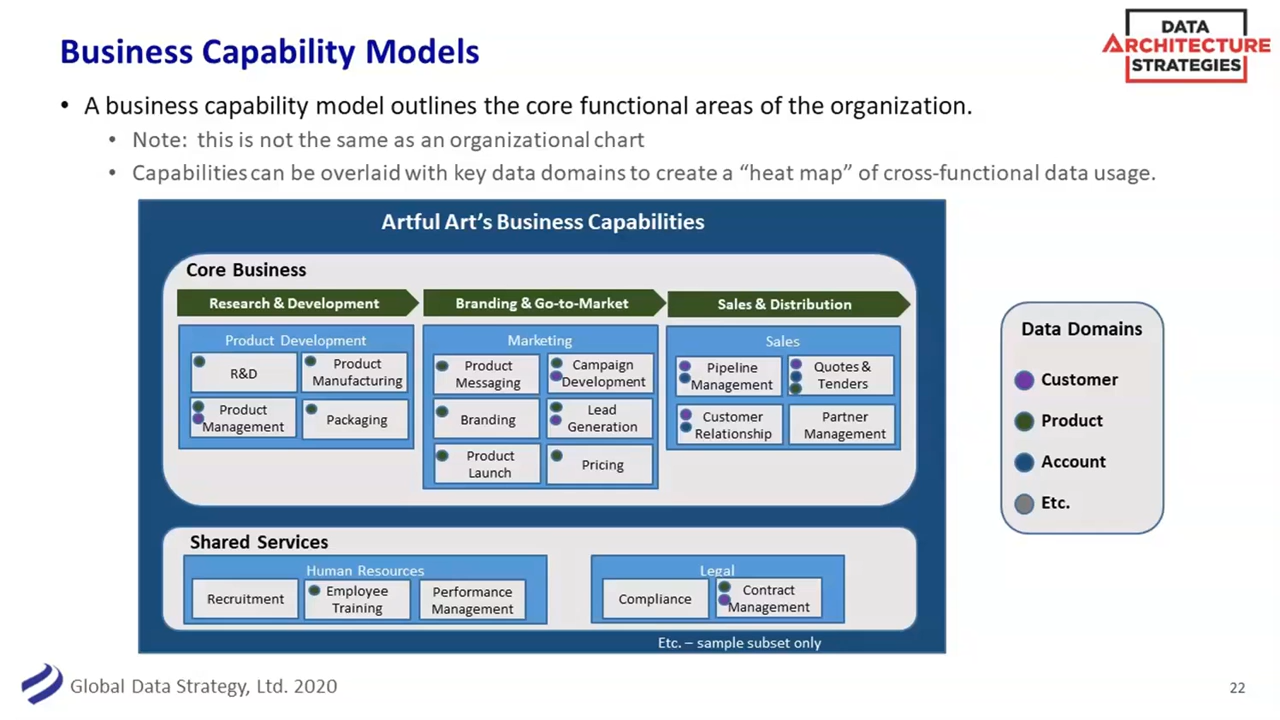 Business Capability Models
DATA
ARCHITECTURE
STRATEGIES
• A business capability model outlines the core functional areas of the organization.
• Note: this is not the same as an organizational chart
• Capabilities can be overlaid with key data domains to create a “heat map” of cross-functional data usage.
Artful Art’s Business Capabilities
Core Business
Research & Development
Branding & Go-to-Market
Sales & Distribution
Product Development
R&D
Product
Manufacturing
Product
Management
Packaging
Marketing
Product
Messaging
Campaign
Development
Branding
Lead
Generation
Product
Launch
Pricing
Sales
Pipeline
Management
Quotes &
Tenders
Customer
Relationship
Partner
Management
Data Domains
Customer
Product
Account
Etc.
Shared Services
Human Resources
Recruitment
Employee
Training
Performance
Management
Legal
Compliance
Contract
Management
Etc. – sample subset only
Global Data Strategy, Ltd. 2020
22